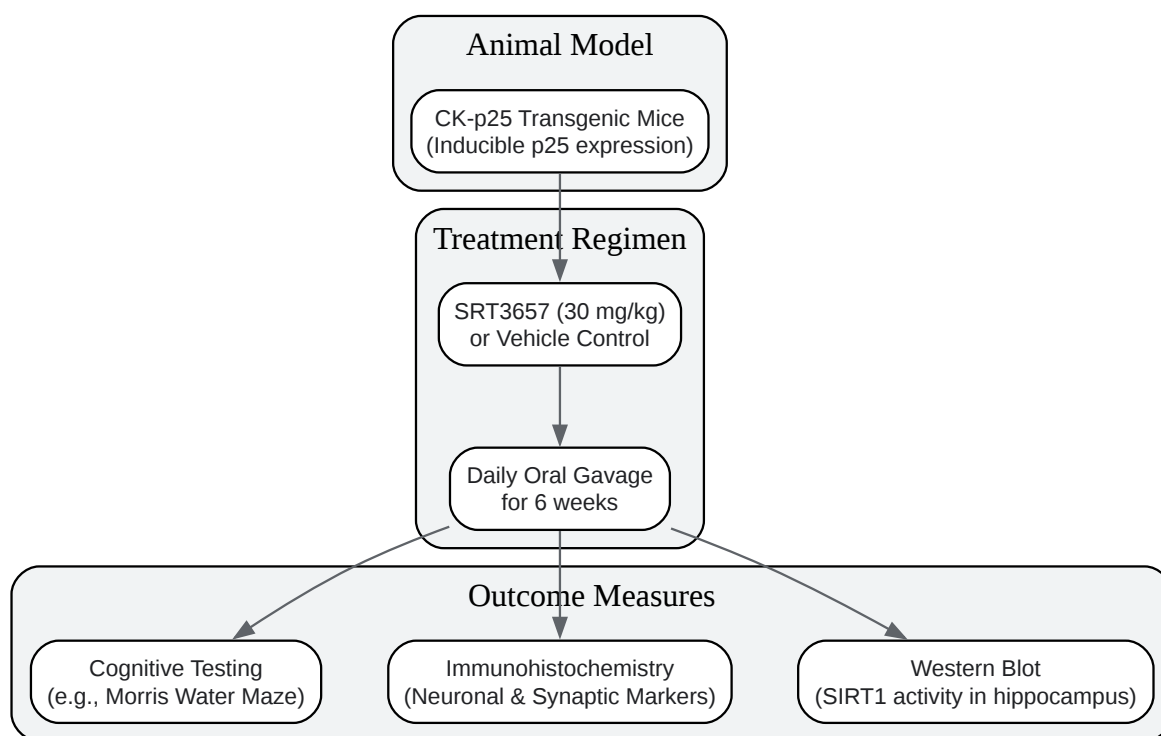 Animal Model
CK-p25 Transgenic Mice
(Inducible p25 expression)
Treatment Regimen
SRT3657 (30 mg/kg)
or Vehicle Control
Daily Oral Gavage
for 6 weeks
Outcome Measures
Cognitive Testing
(e.g., Morris Water Maze)
Immunohistochemistry
(Neuronal & Synaptic Markers)
Western Blot
(SIRT1 activity in hippocampus)